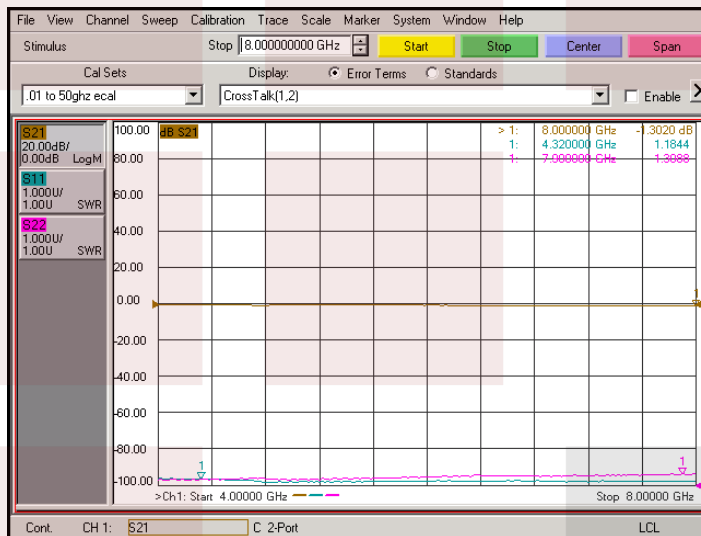 File View Channel Sweep Calibration Trace Scale Marker System Window Help
Stimulus Stop 8.000000000 GHz Start Stop Center Span
Cal Sets Display: Error Terms Standards
.01 to 50ghz ecal CrossTalk(1,2) Enable
S21
20.00dB/
0.00dB LogM
S11
1.000U/
1.00U SWR
S22
1.000U/
1.00U SWR
dB S21
> 1: 8.000000 GHz -1.3020 dB
1: 4.320000 GHz 1.1844
1: 7.900000 GHz 1.3088
100.00
80.00
60.00
40.00
20.00
0.00
-20.00
-40.00
-60.00
-80.00
-100.00
1
1
1
>Ch1: Start 4.00000 GHz Stop 8.00000 GHz
Cont. CH 1: S21 C 2-Port LCL